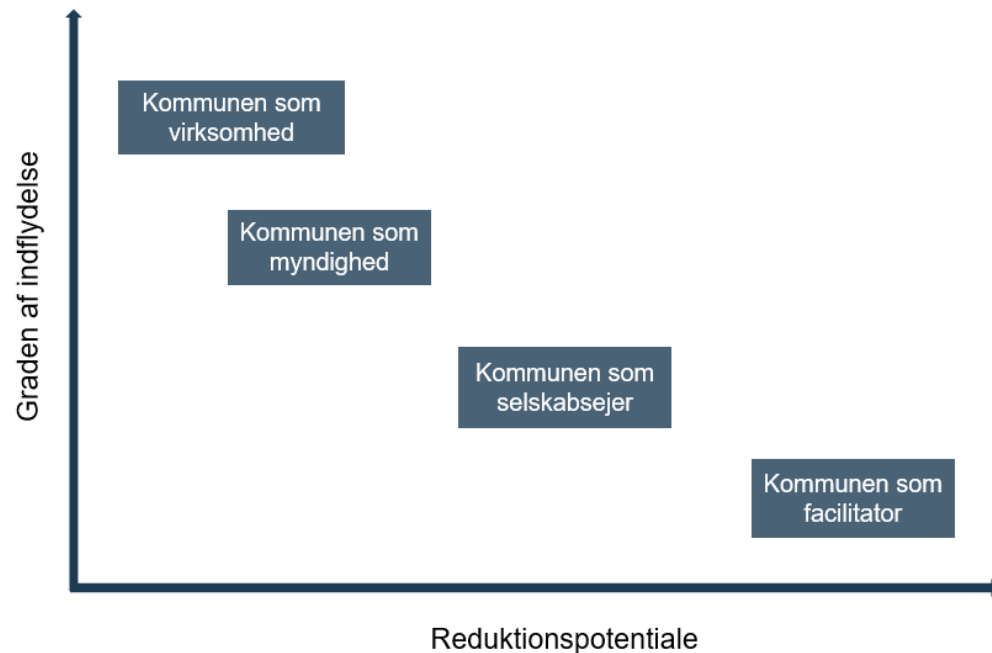 Kommunen som
virksomhed
Kommunen som
myndighed
Kommunen som
selskabsejer
Kommunen som
facilitator
Graden af indflydelse
Reduktionspotentiale